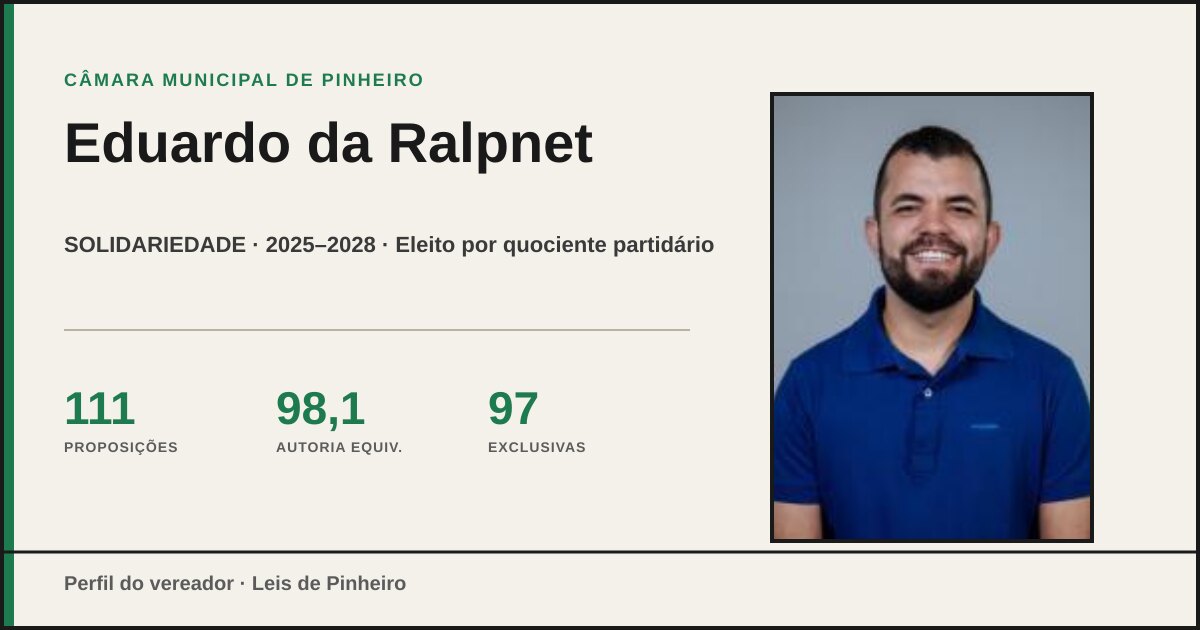 CÂMARA MUNICIPAL DE PINHEIRO
Eduardo da Ralpnet
SOLIDARIEDADE · 2025–2028 · Eleito por quociente partidário
111
PROPOSIÇÕES
98,1
AUTORIA EQUIV.
97
EXCLUSIVAS
Perfil do vereador · Leis de Pinheiro